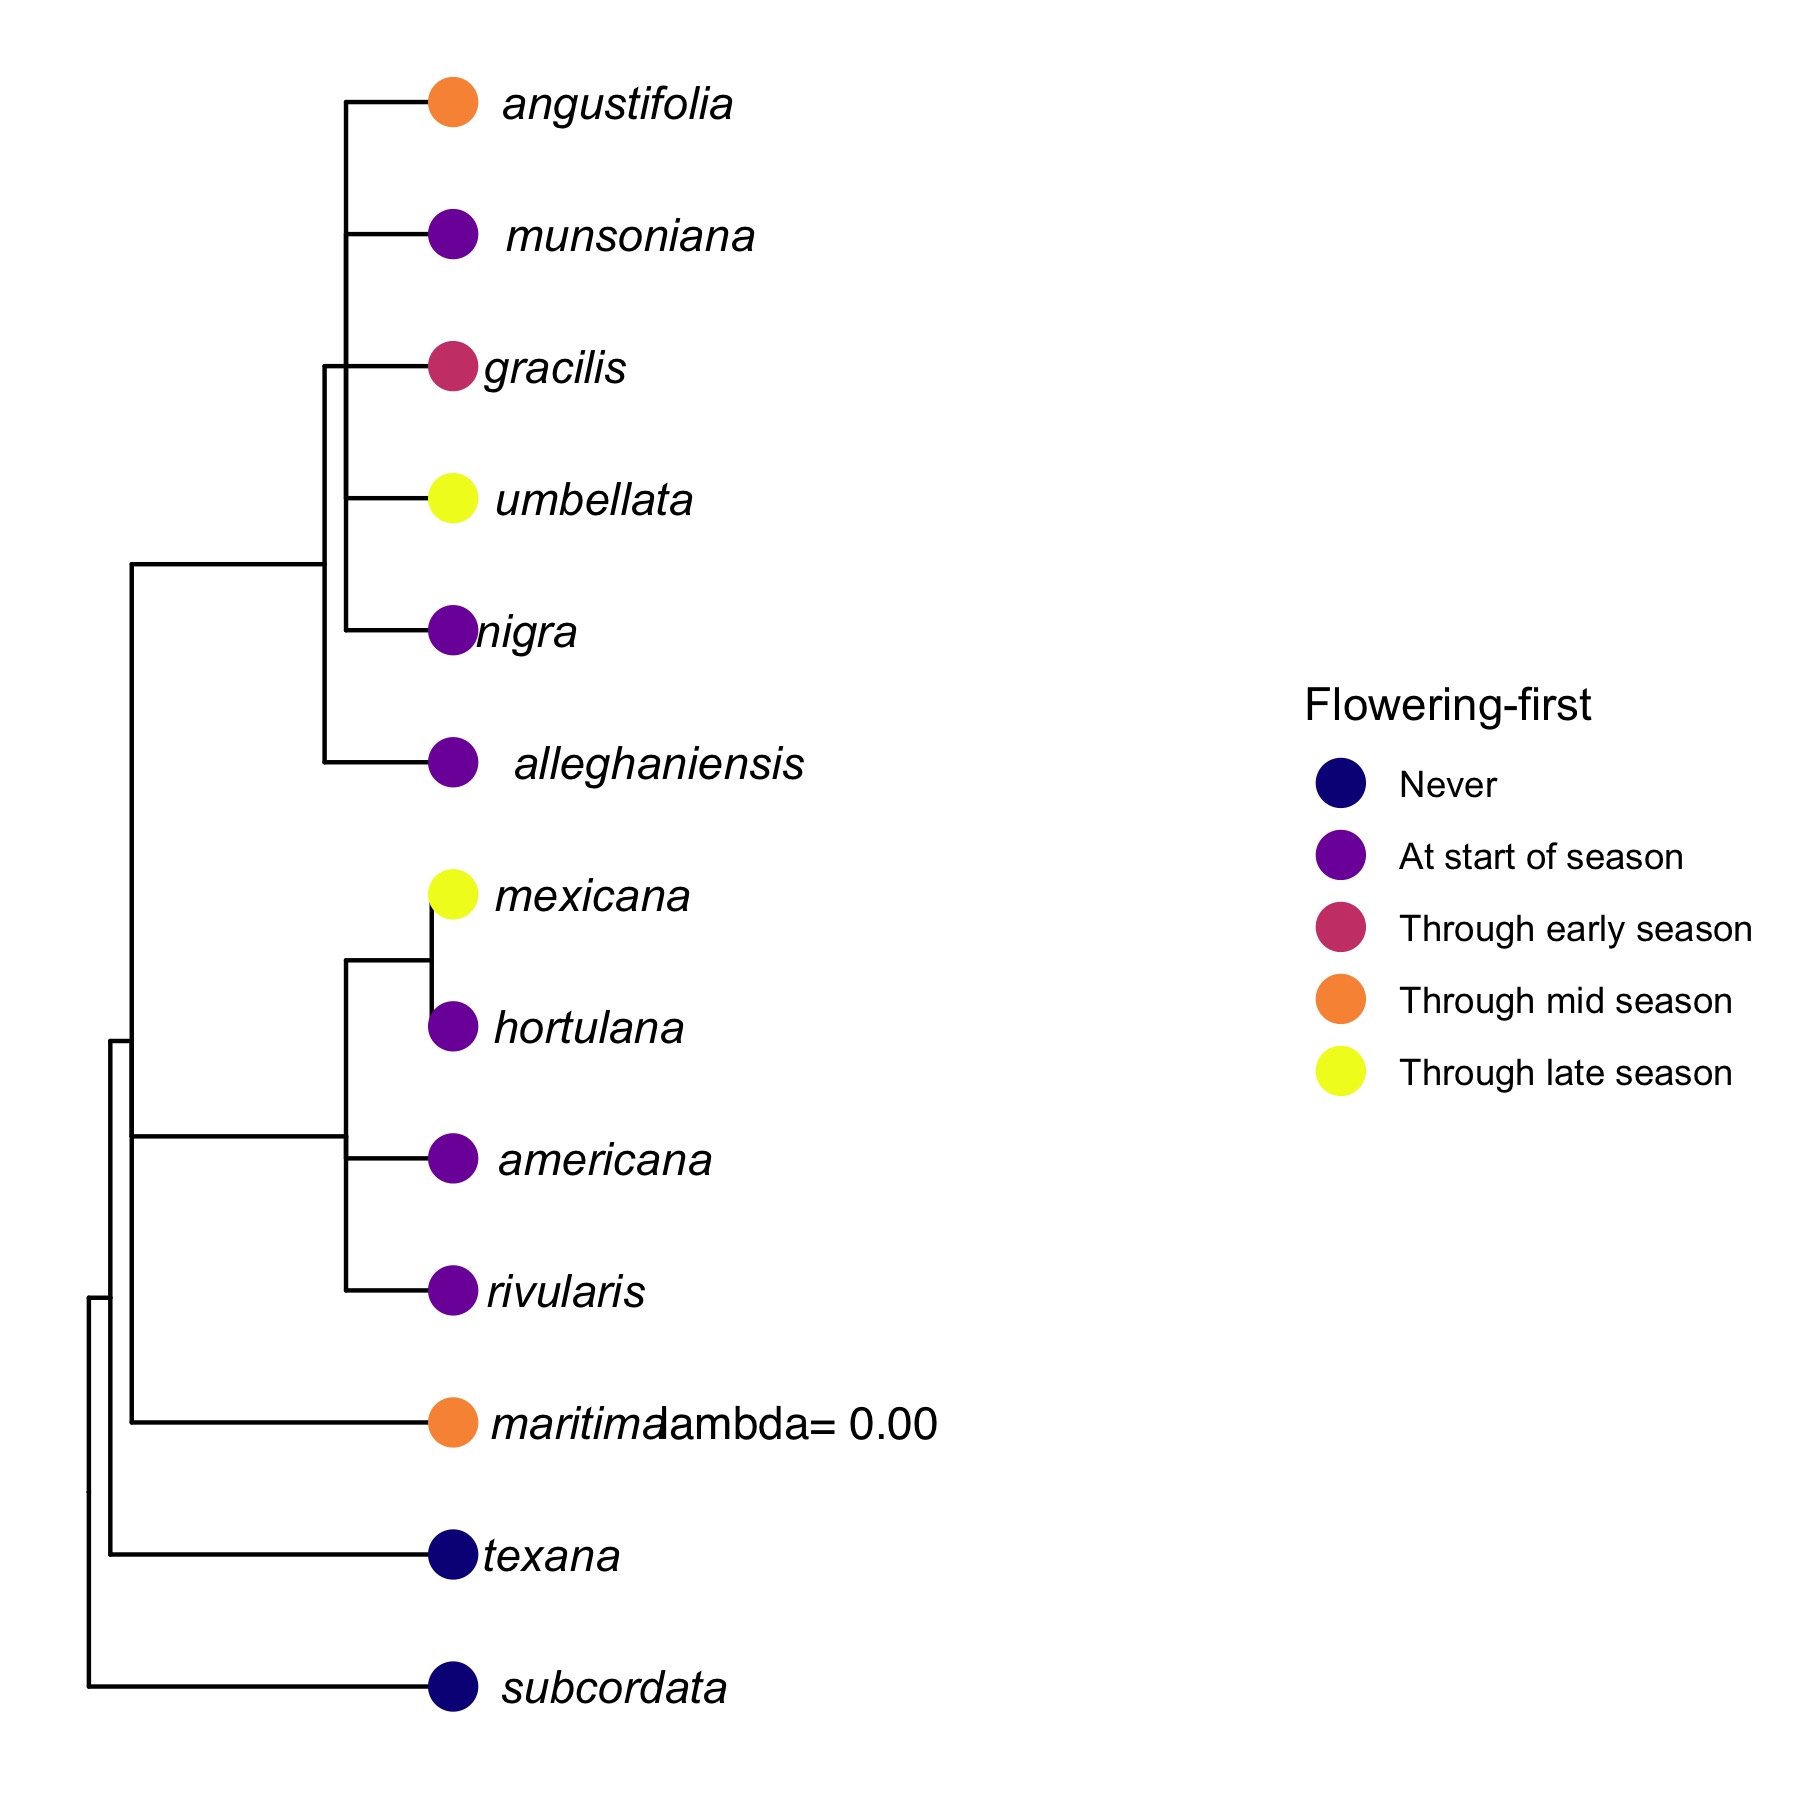 angustifolia
munsoniana
gracilis
umbellata
nigra
alleghaniensis
mexicana
hortulana
americana
rivularis
maritima lambda= 0.00
texana
subcordata
Flowering-first
Never
At start of season
Through early season
Through mid season
Through late season